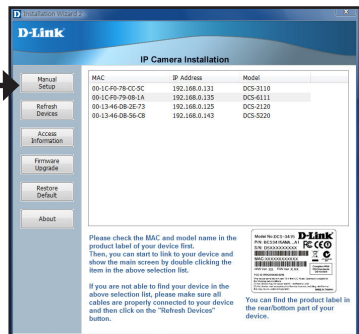 Installation Wizard 2
D-Link
IP Camera Installation
Manual
Setup
Refresh
Devices
Access
Information
Firmware
Upgrade
Restore
Default
About
MAC IP Address Model
00-1C-F0-78-CC-5C 192.168.0.131 DCS-3110
00-1C-F0-79-08-1A 192.168.0.135 DCS-6111
00-13-46-DB-2E-73 192.168.0.125 DCS-2120
00-13-46-D8-56-CB 192.168.0.143 DCS-5220
Please check the MAC and model name in the
product label of your device first.
Then, you can start to link to your device and
show the main screen by double clicking the
item in the above selection list.
If you are not able to find your device in the
above selection list, please make sure all
cables are properly connected to your device
and then click on the "Refresh Devices"
button.
Model No:DCS-3415 D-Link
You can find the product label in
the rear/bottom part of your
device.